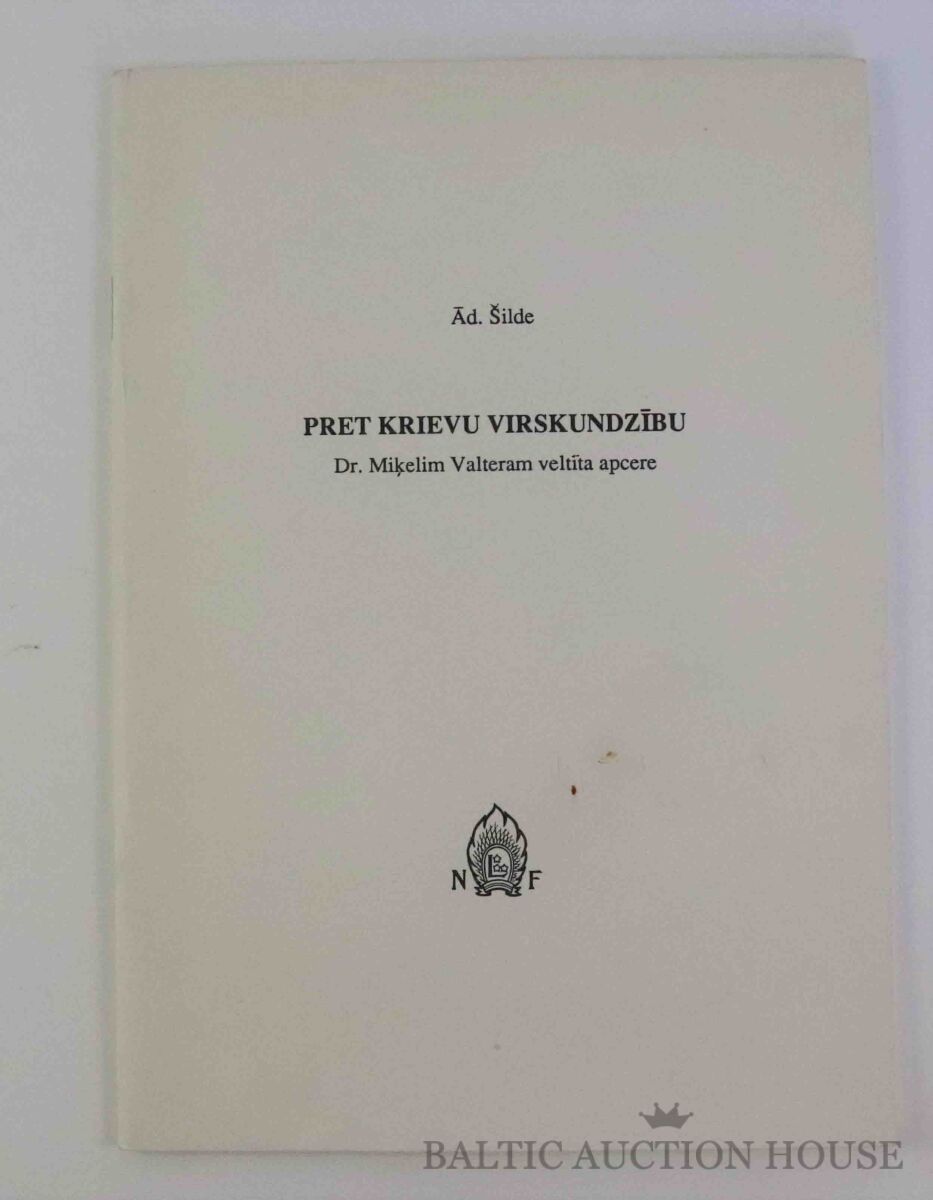 Ād. Šilde
PRET KRIEVU VIRSKUNDZĪBU
Dr. Miķelim Valteram veltīta apcere
N L F
BALTIC AUCTION HOUSE